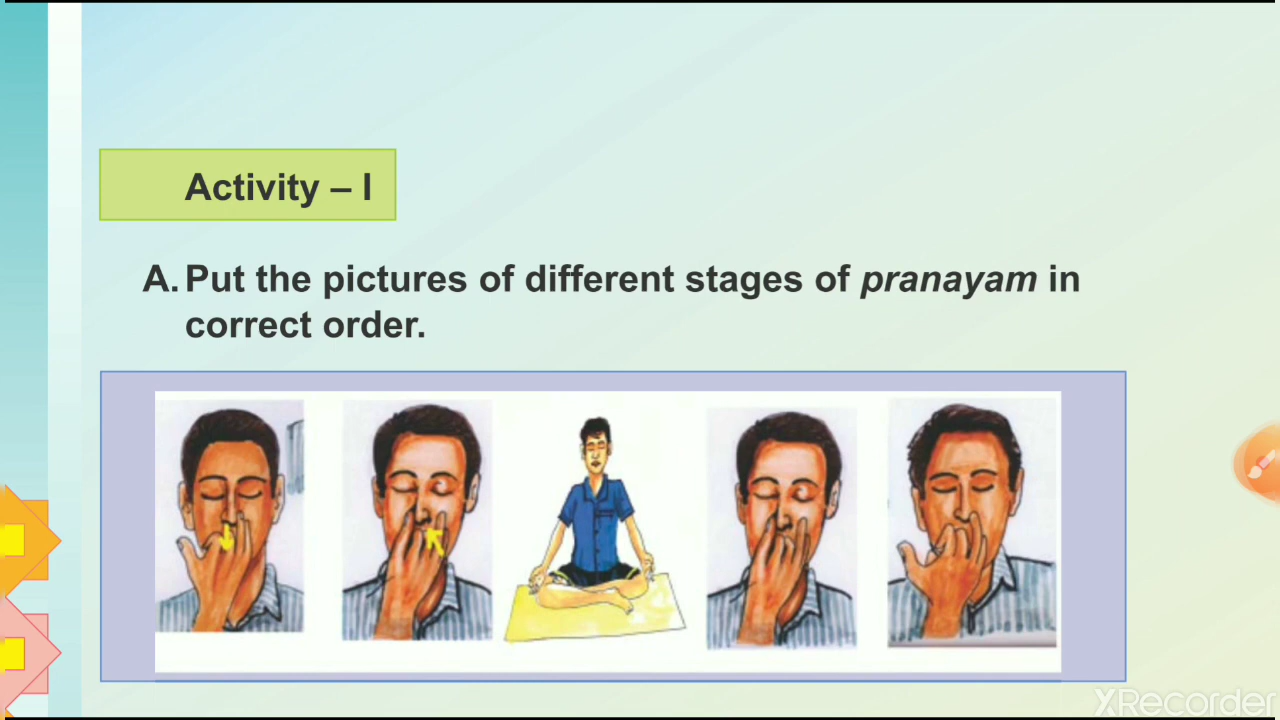 Activity – I
A. Put the pictures of different stages of pranayam in
correct order.
XRecorder